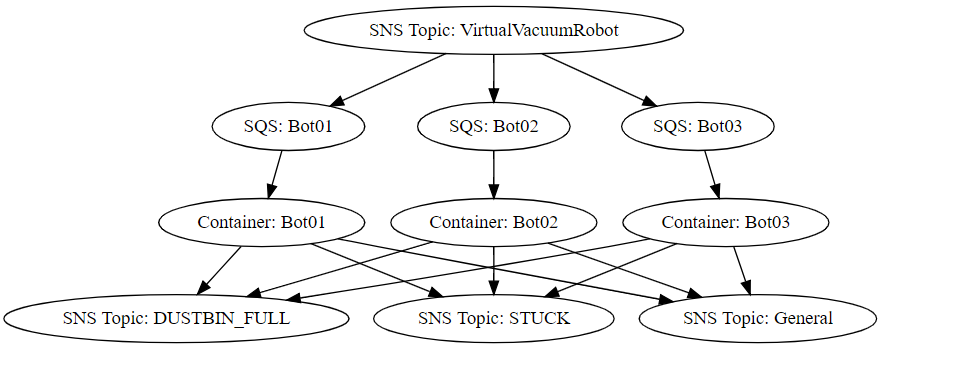 SNS Topic: VirtualVacuumRobot
SQS: Bot01
SQS: Bot02
SQS: Bot03
Container: Bot01
Container: Bot02
Container: Bot03
SNS Topic: DUSTBIN_FULL
SNS Topic: STUCK
SNS Topic: General